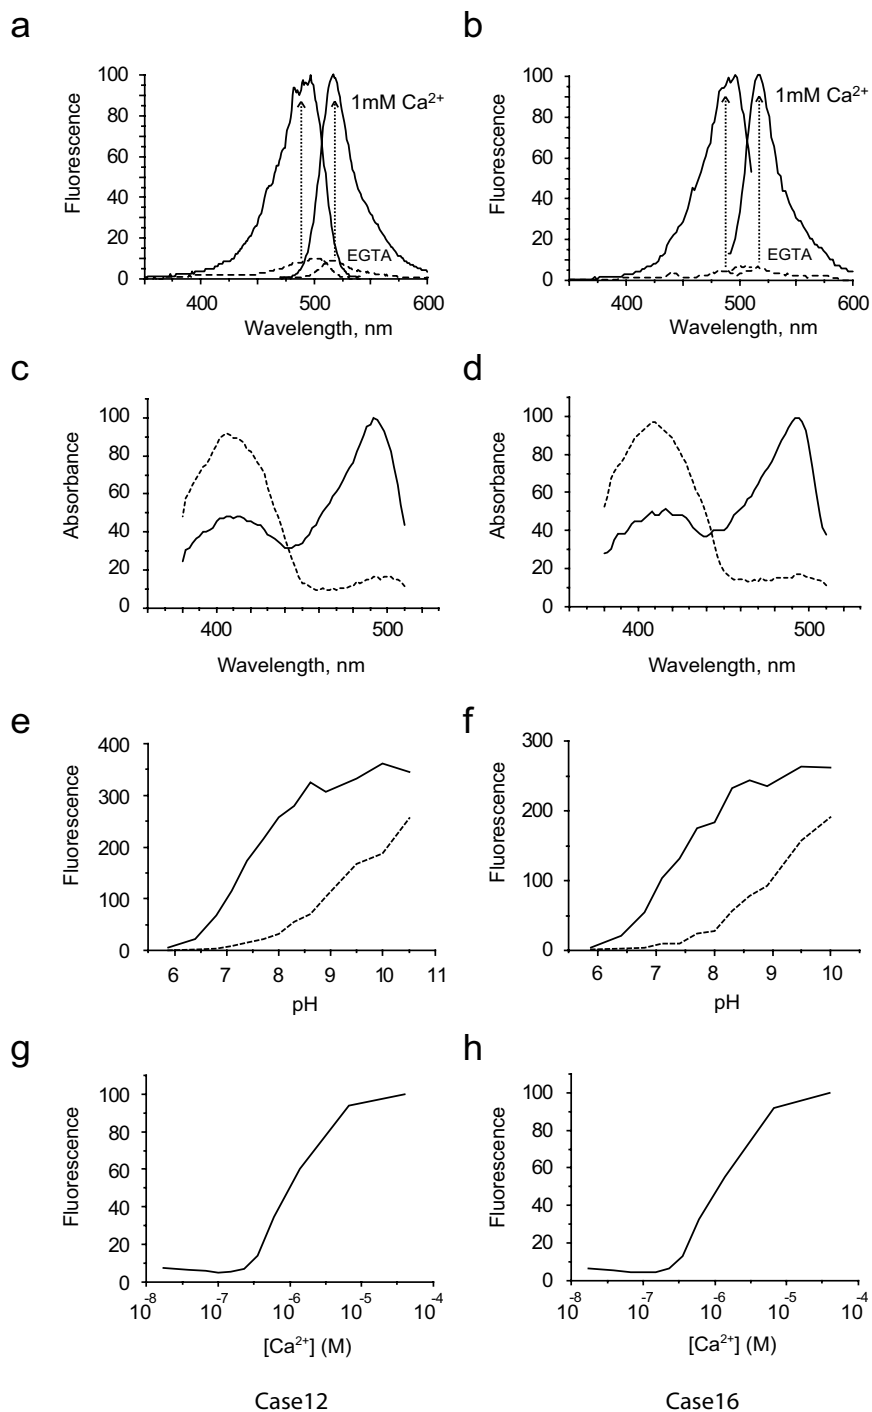 a
b
100
80
60
40
20
0
Fluorescence
1mM Ca²⁺
EGTA
400
500
600
Wavelength, nm
100
80
60
40
20
0
Fluorescence
1mM Ca²⁺
EGTA
400
500
600
Wavelength, nm
c
d
100
80
60
40
20
0
Absorbance
400
500
Wavelength, nm
100
80
60
40
20
0
Absorbance
400
500
Wavelength, nm
e
f
400
300
200
100
0
Fluorescence
6 7 8 9 10 11
pH
300
200
100
0
Fluorescence
6 7 8 9 10
pH
g
h
100
80
60
40
20
0
Fluorescence
10⁻⁸ 10⁻⁷ 10⁻⁶ 10⁻⁵ 10⁻⁴
[Ca²⁺] (M)
100
80
60
40
20
0
Fluorescence
10⁻⁸ 10⁻⁷ 10⁻⁶ 10⁻⁵ 10⁻⁴
[Ca²⁺] (M)
Case12
Case16